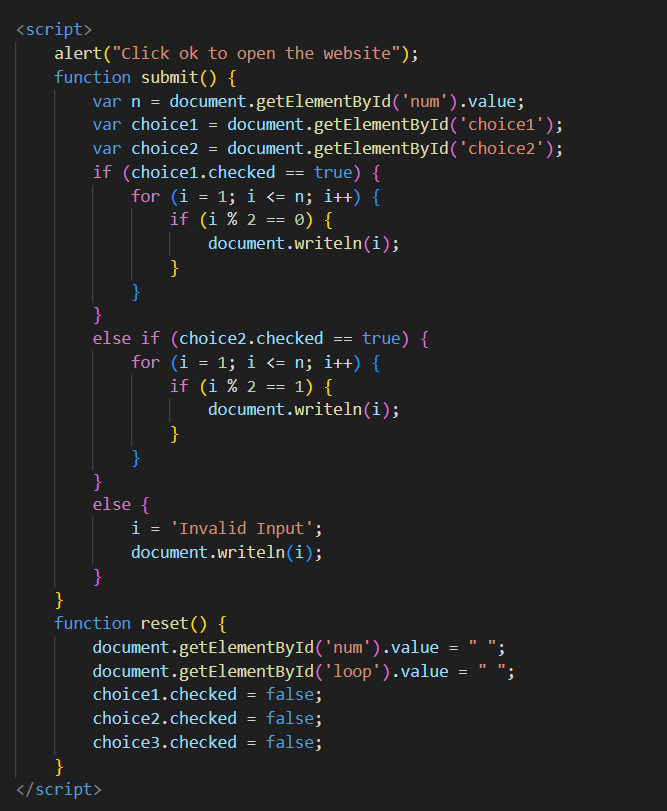 <script>
alert("Click ok to open the website");
function submit() {
var n = document.getElementById('num').value;
var choice1 = document.getElementById('choice1');
var choice2 = document.getElementById('choice2');
if (choice1.checked == true) {
for (i = 1; i <= n; i++) {
if (i % 2 == 0) {
document.writeln(i);
}
}
}
else if (choice2.checked == true) {
for (i = 1; i <= n; i++) {
if (i % 2 == 1) {
document.writeln(i);
}
}
}
else {
i = 'Invalid Input';
document.writeln(i);
}
}
function reset() {
document.getElementById('num').value = " ";
document.getElementById('loop').value = " ";
choice1.checked = false;
choice2.checked = false;
choice3.checked = false;
}
</script>